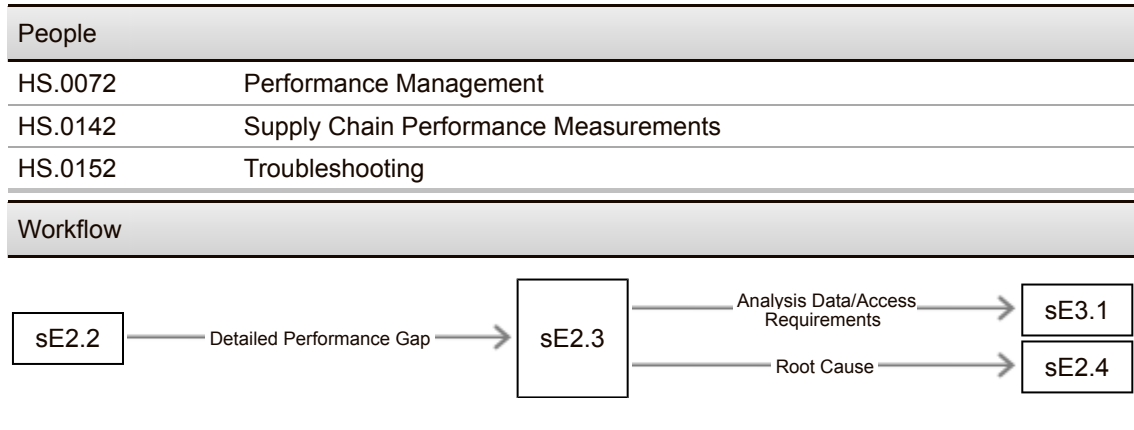 People
HS.0072 Performance Management
HS.0142 Supply Chain Performance Measurements
HS.0152 Troubleshooting
Workflow
sE2.2
Detailed Performance Gap
sE2.3
Analysis Data/Access
Requirements
sE3.1
Root Cause
sE2.4